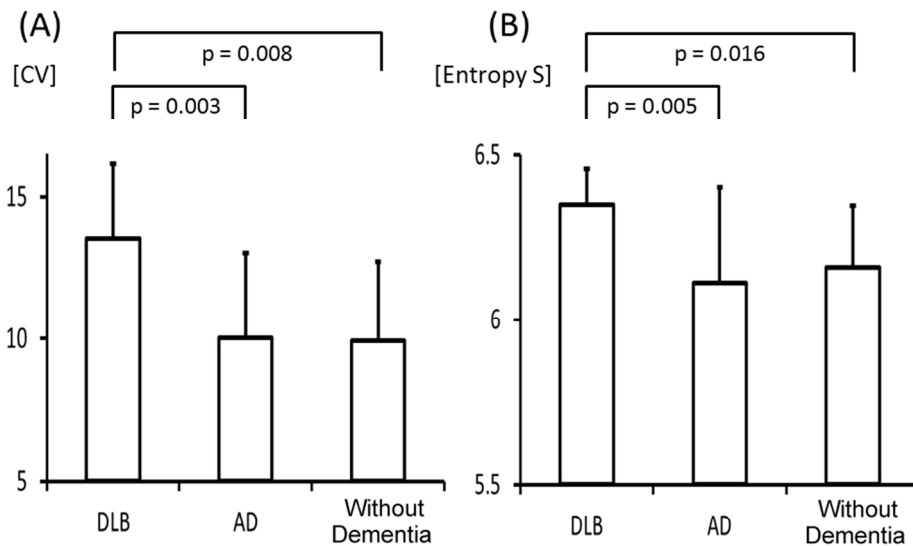 (A)
[CV]
p = 0.008
p = 0.003
15
10
5
DLB
AD
Without
Dementia
(B)
[Entropy S]
p = 0.016
p = 0.005
6.5
6
5.5
DLB
AD
Without
Dementia